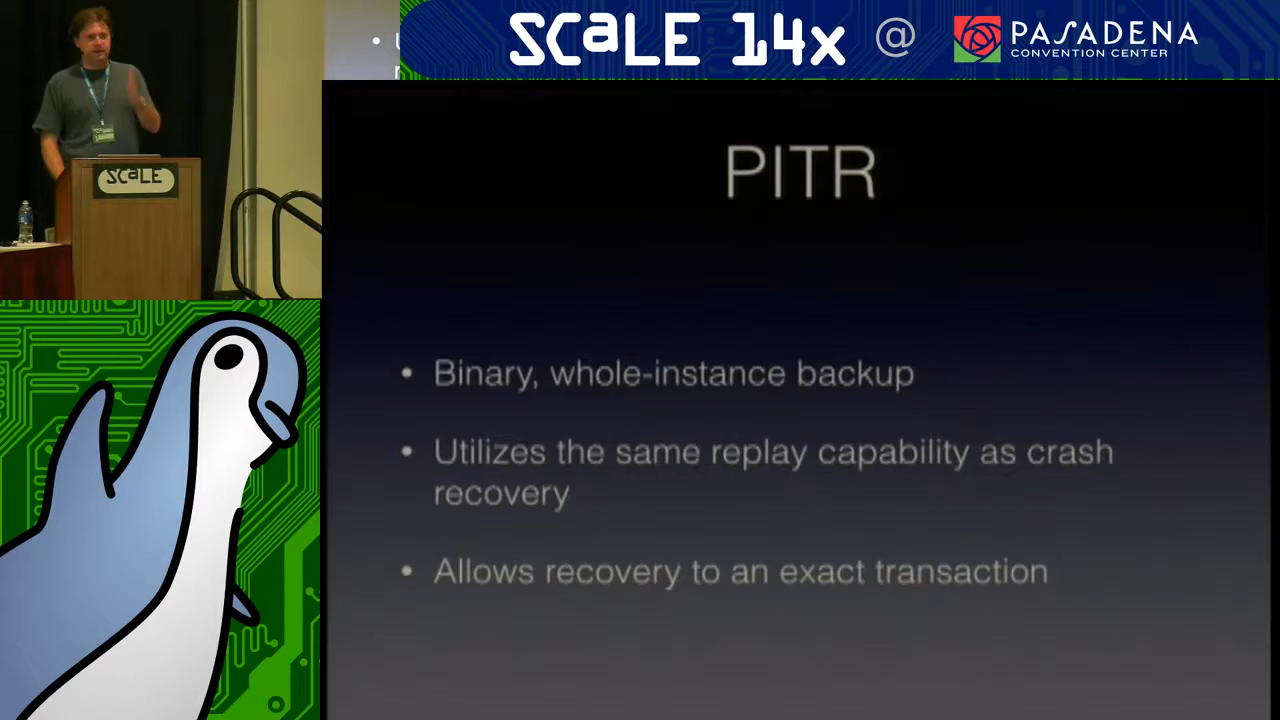 SCaLE 14x @ PASADENA
CONVENTION CENTER
SCaLE
PITR
• Binary, whole-instance backup
• Utilizes the same replay capability as crash
recovery
• Allows recovery to an exact transaction